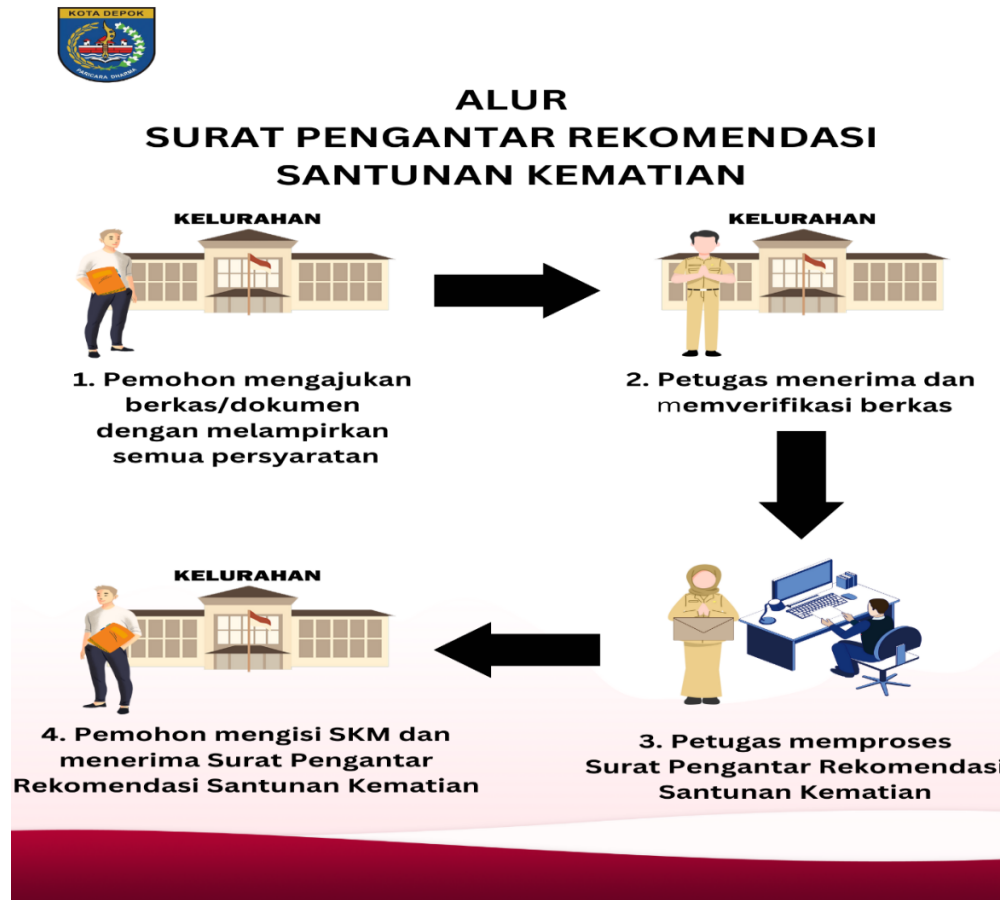 KOTA DEPOK
PARICARA DHARMA
ALUR
SURAT PENGANTAR REKOMENDASI
SANTUNAN KEMATIAN
KELURAHAN
1. Pemohon mengajukan
berkas/dokumen
dengan melampirkan
semua persyaratan
KELURAHAN
2. Petugas menerima dan
memverifikasi berkas
3. Petugas memproses
Surat Pengantar Rekomendasi
Santunan Kematian
KELURAHAN
4. Pemohon mengisi SKM dan
menerima Surat Pengantar
Rekomendasi Santunan Kematian